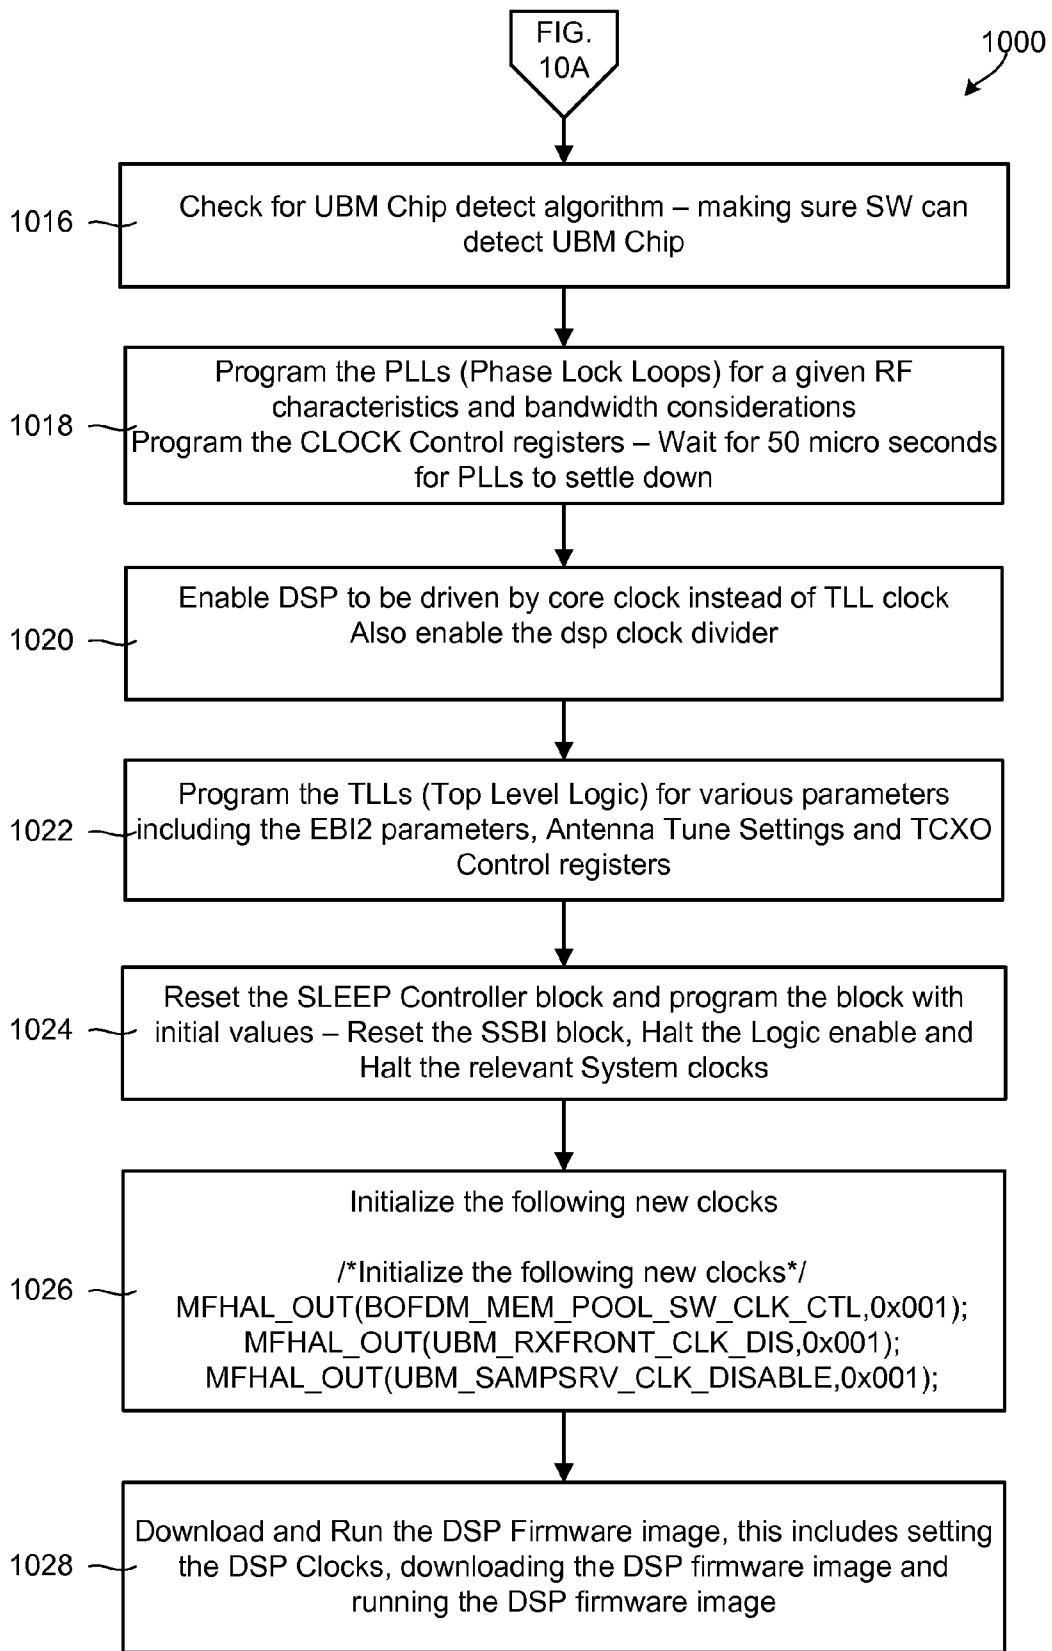 FIG.
10A
1000
1016
Check for UBM Chip detect algorithm – making sure SW can
detect UBM Chip
1018
Program the PLLs (Phase Lock Loops) for a given RF
characteristics and bandwidth considerations
Program the CLOCK Control registers – Wait for 50 micro seconds
for PLLs to settle down
1020
Enable DSP to be driven by core clock instead of TLL clock
Also enable the dsp clock divider
1022
Program the TLLs (Top Level Logic) for various parameters
including the EBI2 parameters, Antenna Tune Settings and TCXO
Control registers
1024
Reset the SLEEP Controller block and program the block with
initial values – Reset the SSBI block, Halt the Logic enable and
Halt the relevant System clocks
1026
Initialize the following new clocks
/*Initialize the following new clocks*/
MFHAL_OUT(BOFDM_MEM_POOL_SW_CLK_CTL,0x001);
MFHAL_OUT(UBM_RXFRONT_CLK_DIS,0x001);
MFHAL_OUT(UBM_SAMPSRV_CLK_DISABLE,0x001);
1028
Download and Run the DSP Firmware image, this includes setting
the DSP Clocks, downloading the DSP firmware image and
running the DSP firmware image